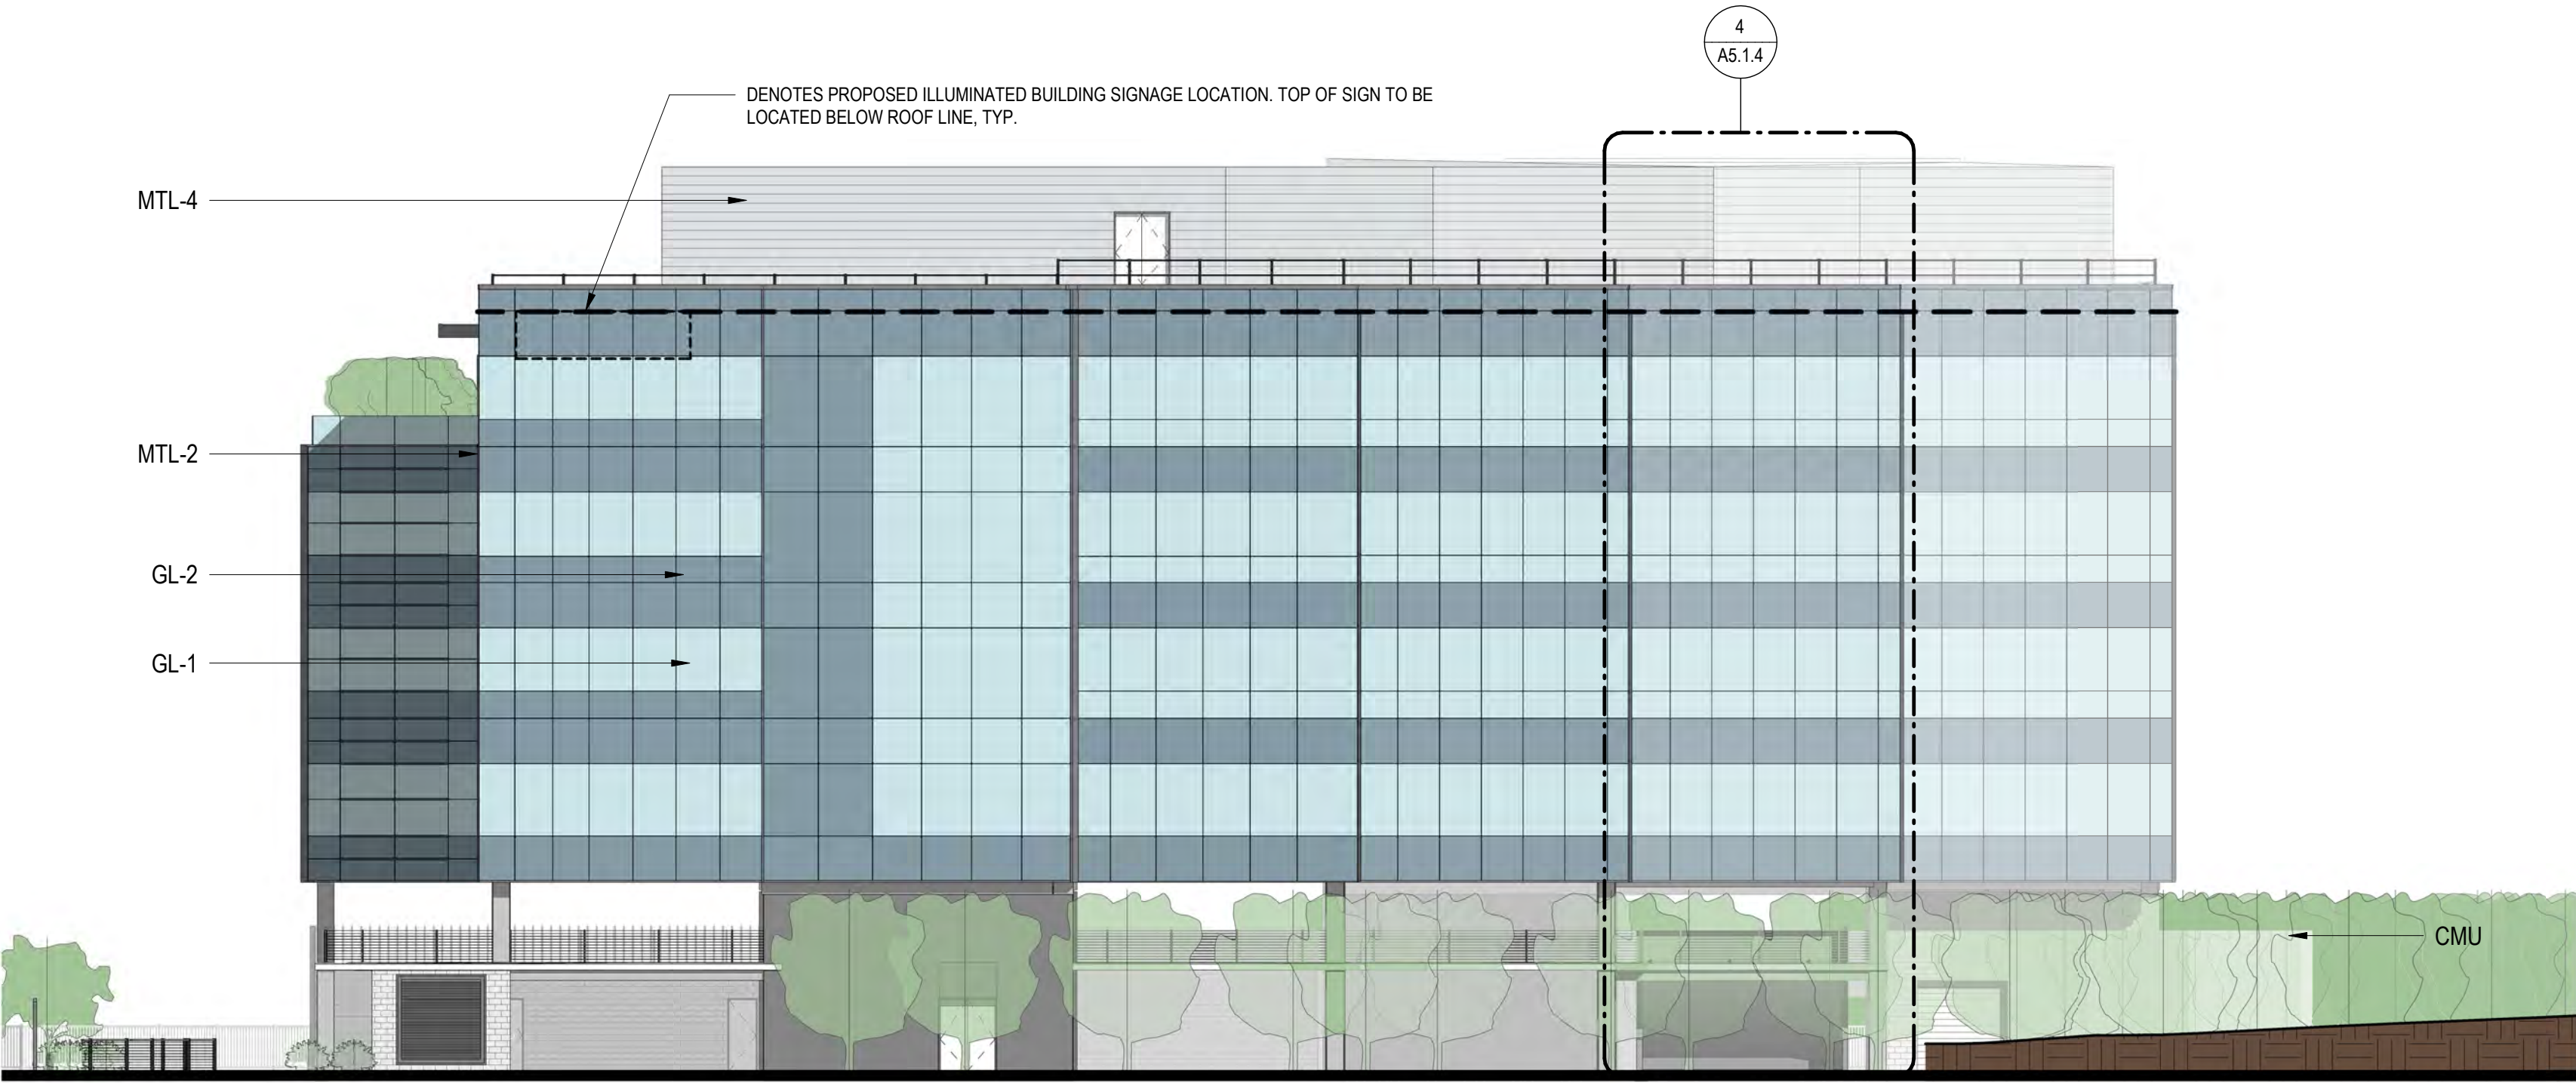 4
A5.1.4
DENOTES PROPOSED ILLUMINATED BUILDING SIGNAGE LOCATION. TOP OF SIGN TO BE
LOCATED BELOW ROOF LINE, TYP.
MTL-4
MTL-2
GL-2
GL-1
CMU